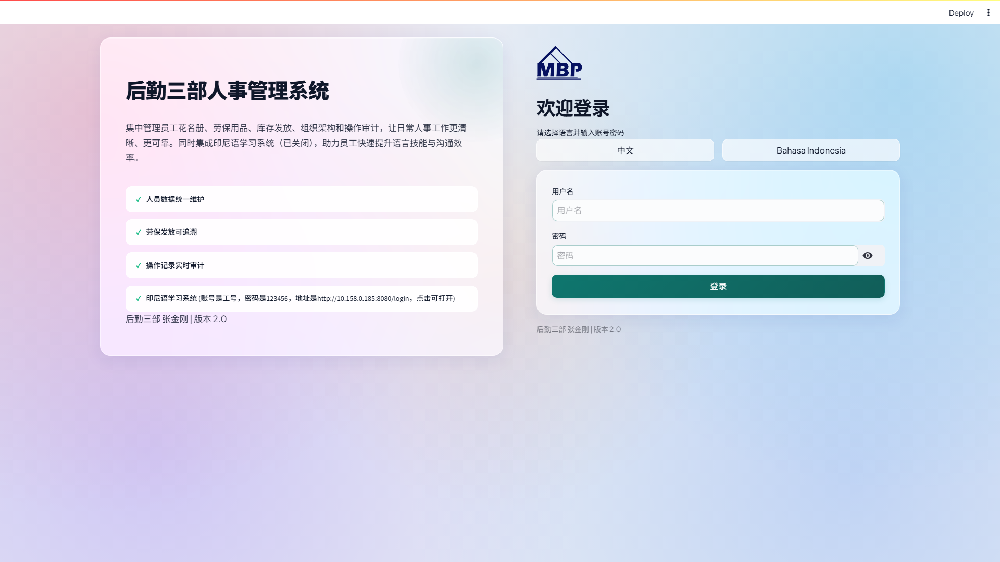 Deploy
后勤三部人事管理系统
集中管理员工花名册、劳保用品、库存发放、组织架构和操作审计，让日常人事工作更清
晰、更可靠。同时集成印尼语学习系统（已关闭），助力员工快速提升语言技能与沟通效
率。
✓ 人员数据统一维护
✓ 劳保发放可追溯
✓ 操作记录实时审计
✓ 印尼语学习系统 (账号是工号，密码是123456，地址是http://10.158.0.185:8080/login，点击可打开)
后勤三部 张金刚 | 版本 2.0
MBP
欢迎登录
请选择语言并输入账号密码
中文
Bahasa Indonesia
用户名
用户名
密码
密码
登录
后勤三部 张金刚 | 版本 2.0